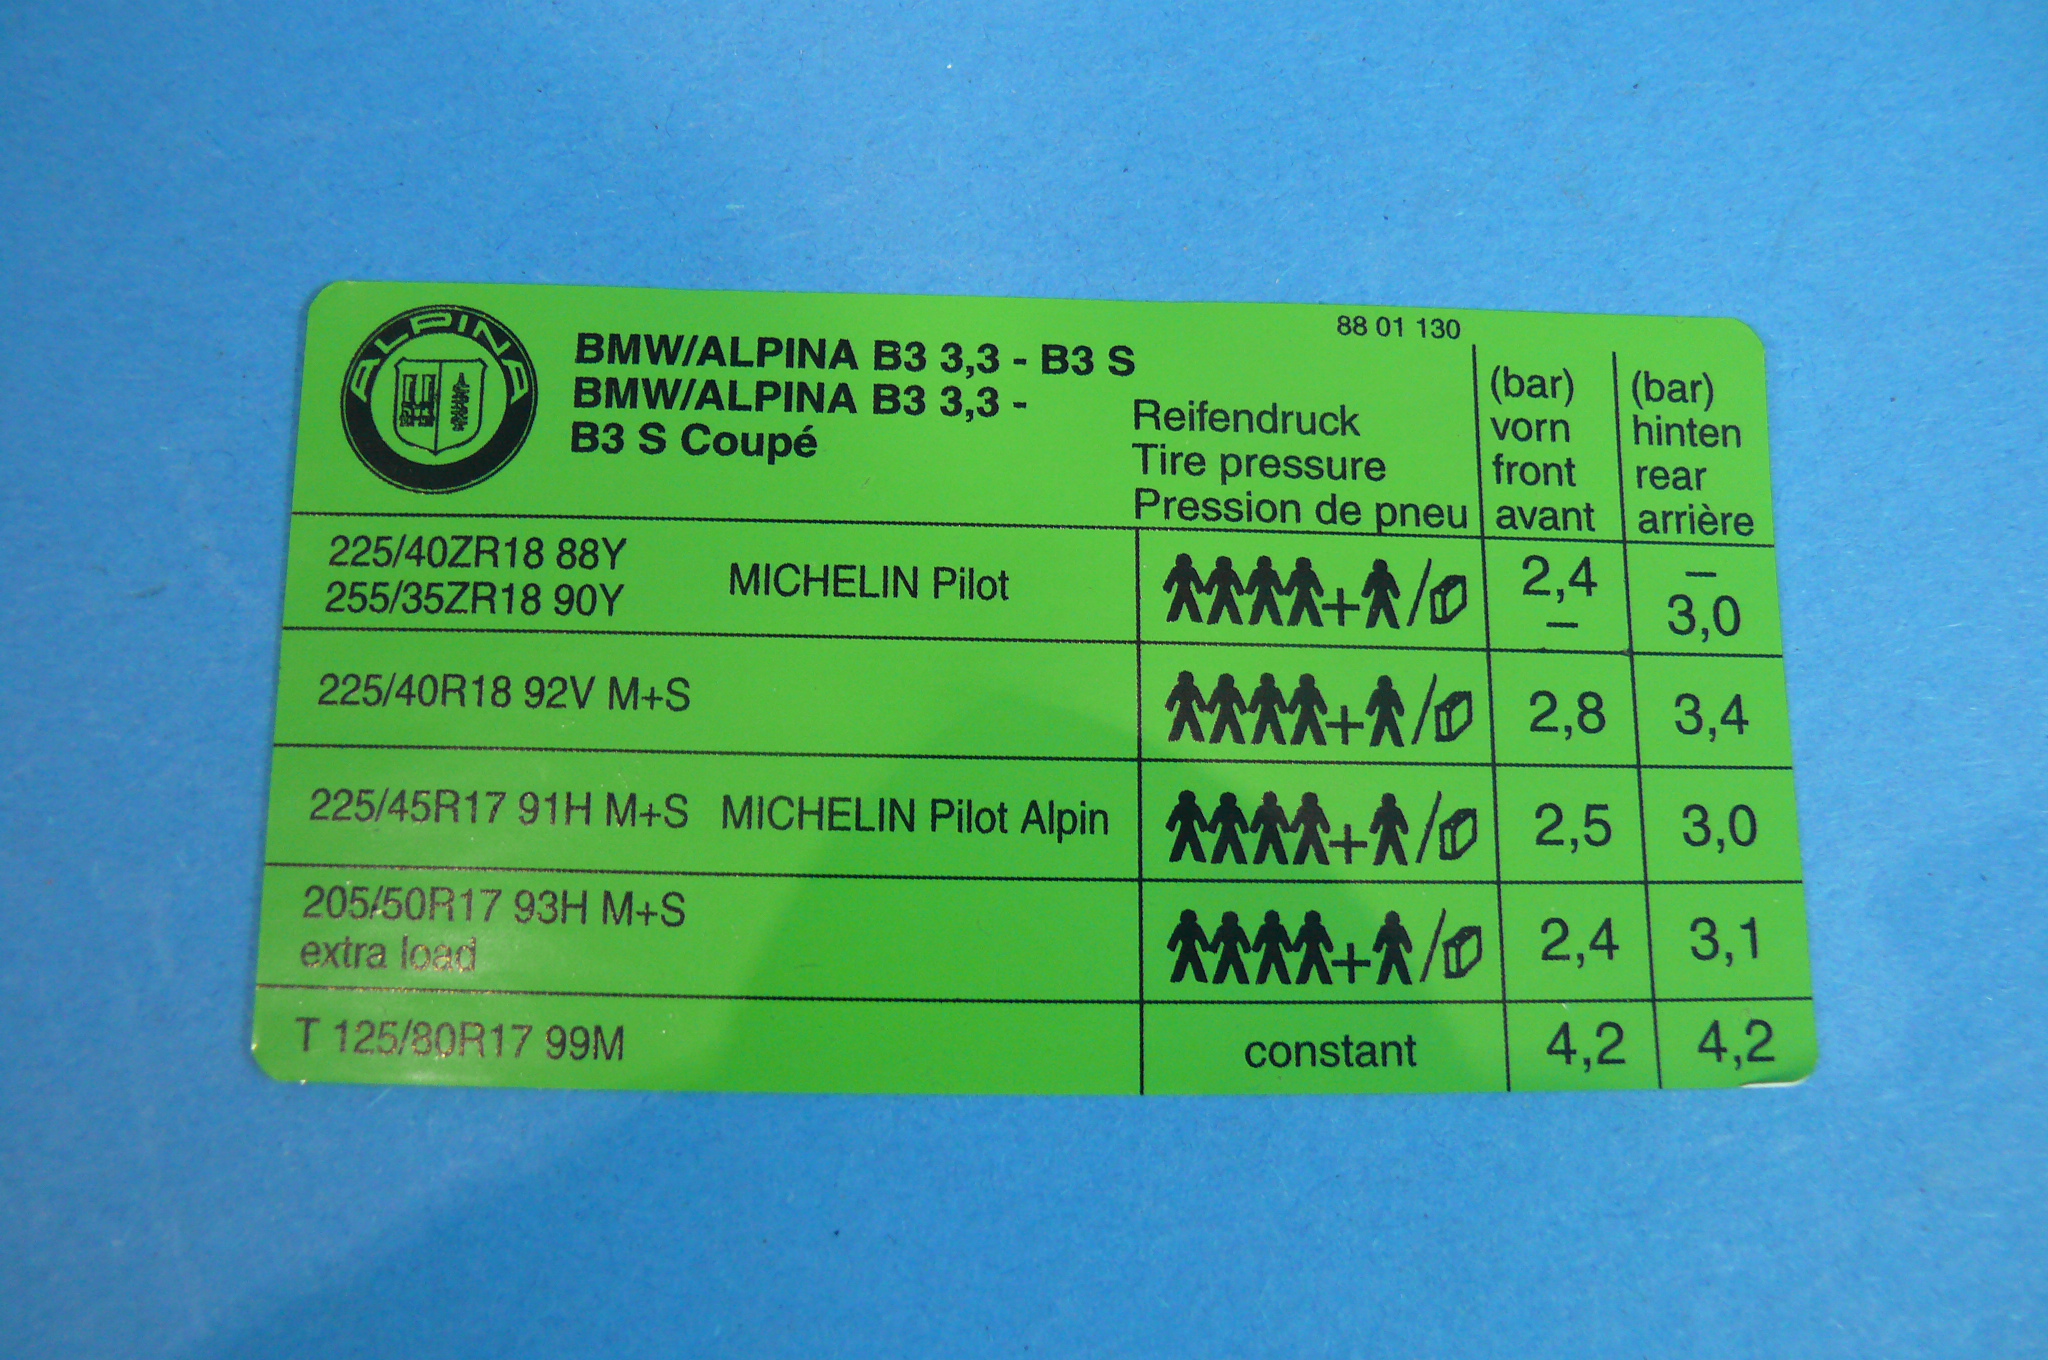 ALPINA
BMW/ALPINA B3 3,3 - B3 S
BMW/ALPINA B3 3,3 -
B3 S Coupé
88 01 130
Reifendruck
Tire pressure
Pression de pneu
(bar)
vorn
front
avant
(bar)
hinten
rear
arrière
225/40ZR18 88Y
255/35ZR18 90Y
MICHELIN Pilot
+ /
2,4
–
–
3,0
225/40R18 92V M+S
+ /
2,8
3,4
225/45R17 91H M+S MICHELIN Pilot Alpin
+ /
2,5
3,0
205/50R17 93H M+S
extra load
+ /
2,4
3,1
T 125/80R17 99M
constant
4,2
4,2